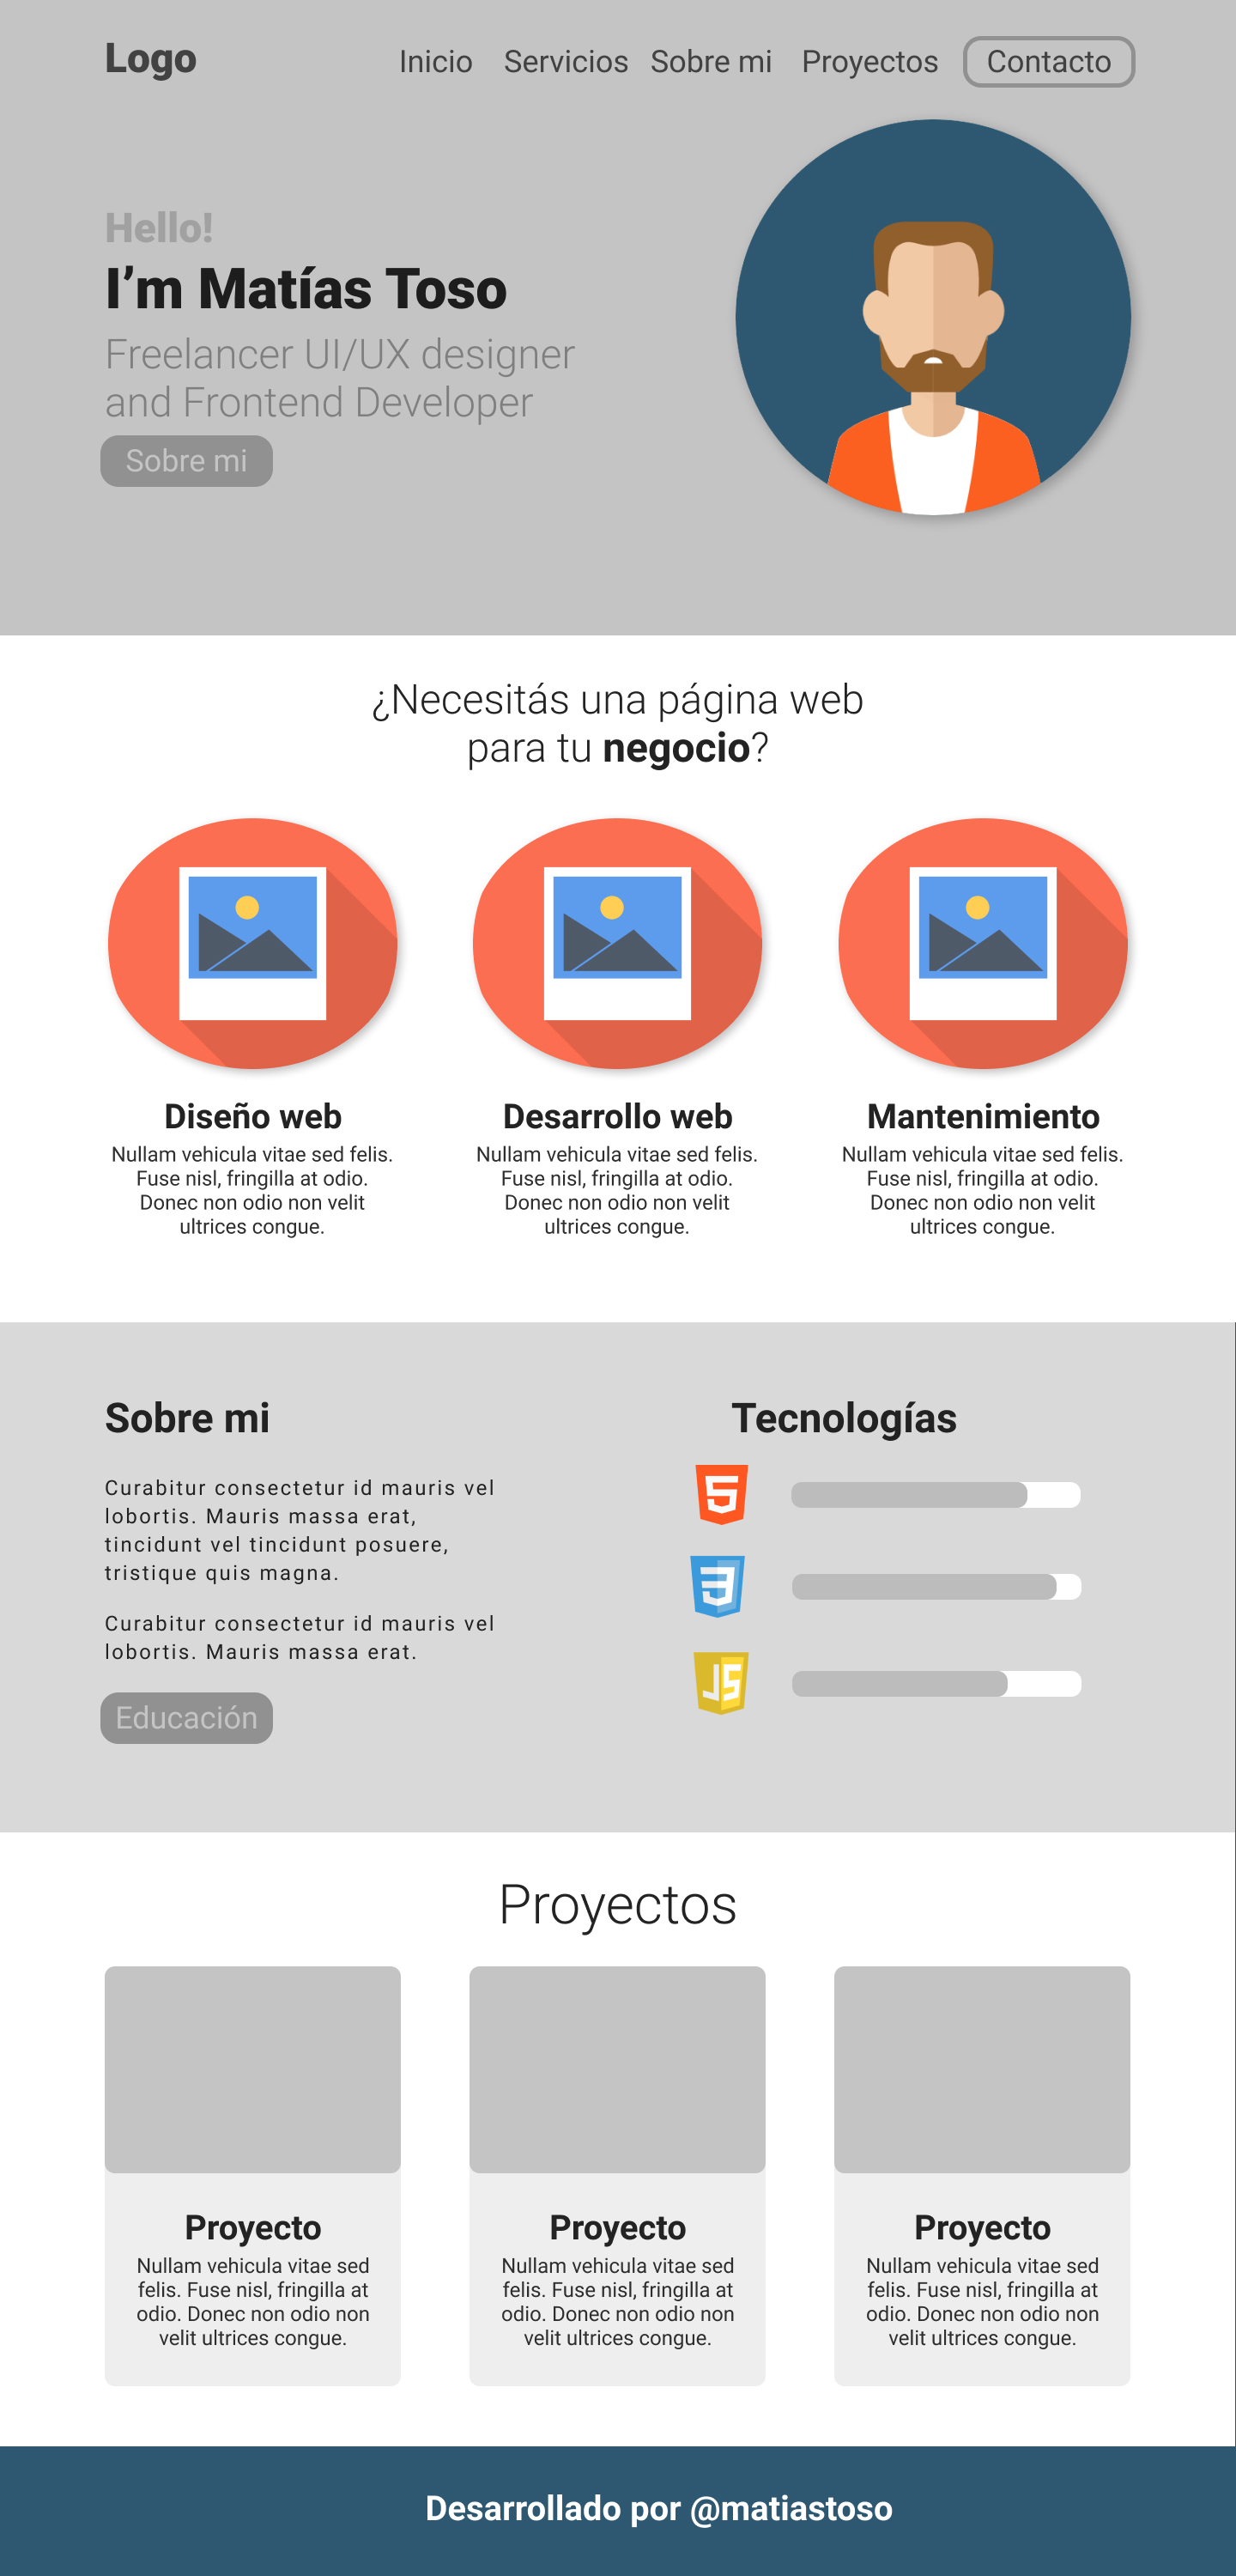 Logo
Inicio
Servicios
Sobre mi
Proyectos
Contacto
Hello!
I’m Matías Toso
Freelancer UI/UX designer
and Frontend Developer
Sobre mi
¿Necesitás una página web
para tu negocio?
Diseño web
Nullam vehicula vitae sed felis.
Fuse nisl, fringilla at odio.
Donec non odio non velit
ultrices congue.
Desarrollo web
Nullam vehicula vitae sed felis.
Fuse nisl, fringilla at odio.
Donec non odio non velit
ultrices congue.
Mantenimiento
Nullam vehicula vitae sed felis.
Fuse nisl, fringilla at odio.
Donec non odio non velit
ultrices congue.
Sobre mi
Curabitur consectetur id mauris vel
lobortis. Mauris massa erat,
tincidunt vel tincidunt posuere,
tristique quis magna.
Curabitur consectetur id mauris vel
lobortis. Mauris massa erat.
Educación
Tecnologías
5
3
JS
Proyectos
Proyecto
Nullam vehicula vitae sed
felis. Fuse nisl, fringilla at
odio. Donec non odio non
velit ultrices congue.
Proyecto
Nullam vehicula vitae sed
felis. Fuse nisl, fringilla at
odio. Donec non odio non
velit ultrices congue.
Proyecto
Nullam vehicula vitae sed
felis. Fuse nisl, fringilla at
odio. Donec non odio non
velit ultrices congue.
Desarrollado por @matiastoso